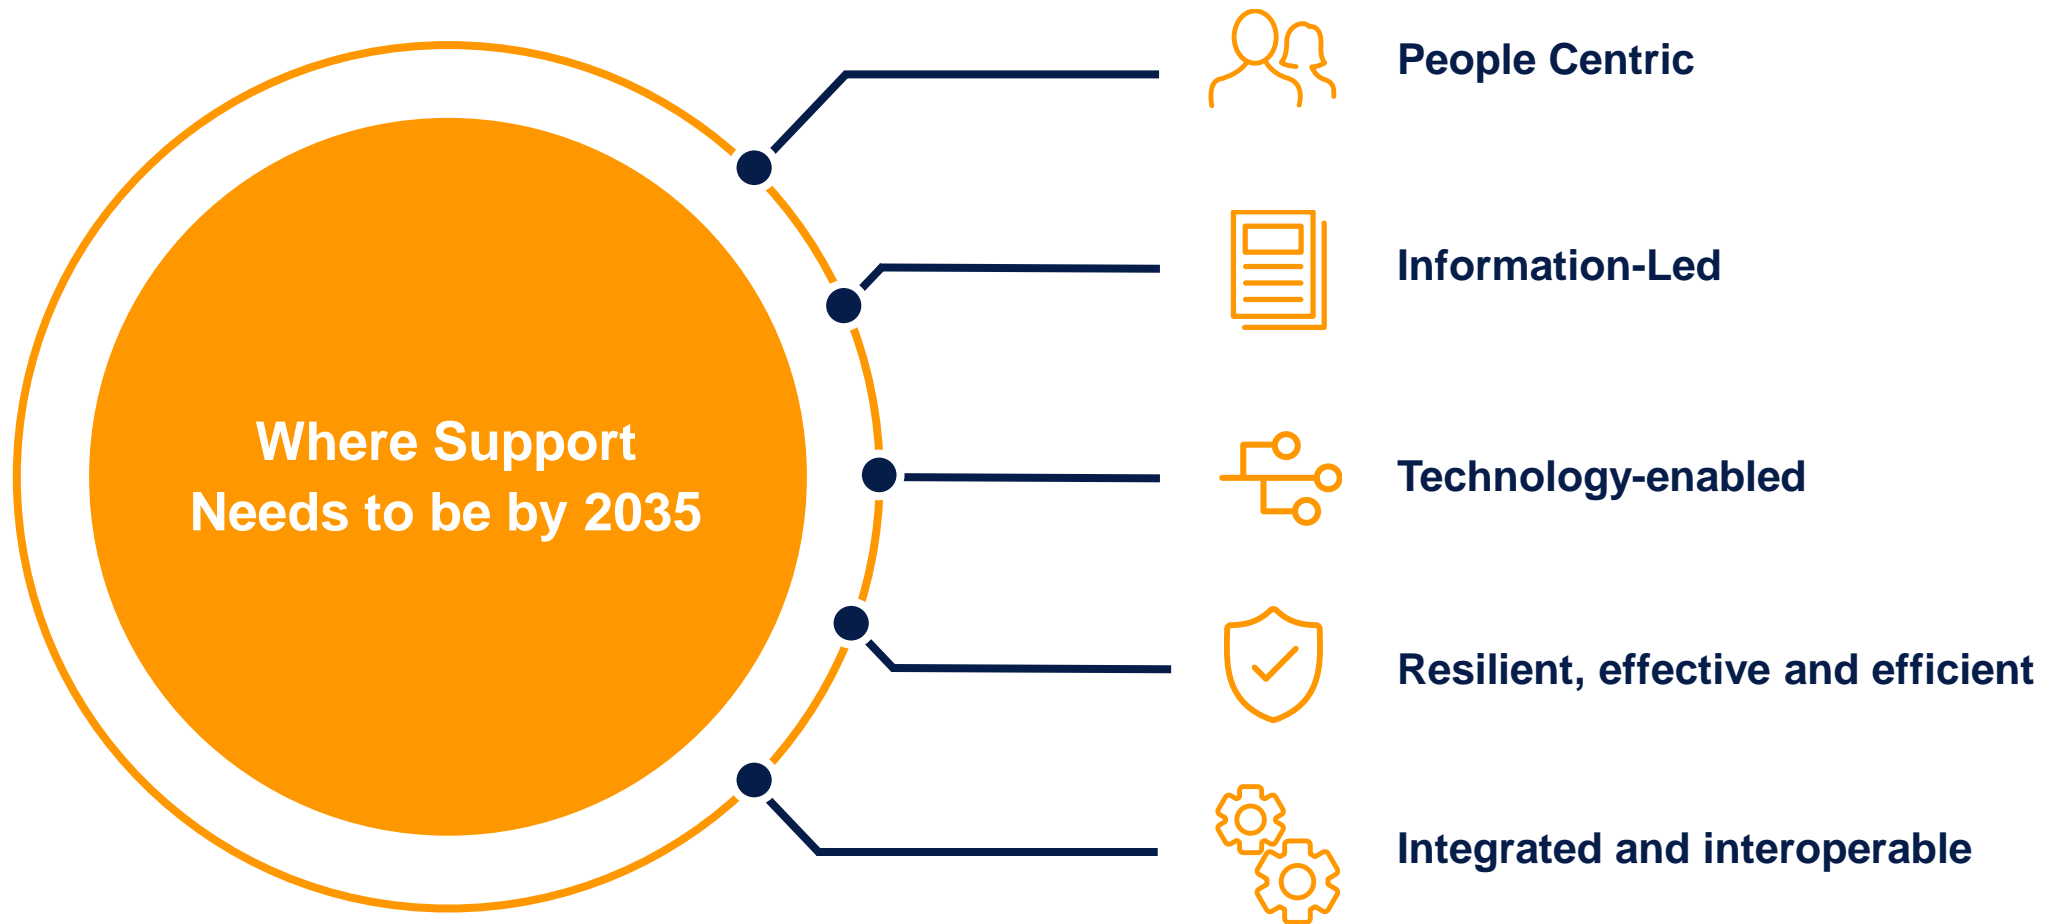 Where Support
Needs to be by 2035
People Centric
Information-Led
Technology-enabled
Resilient, effective and efficient
Integrated and interoperable